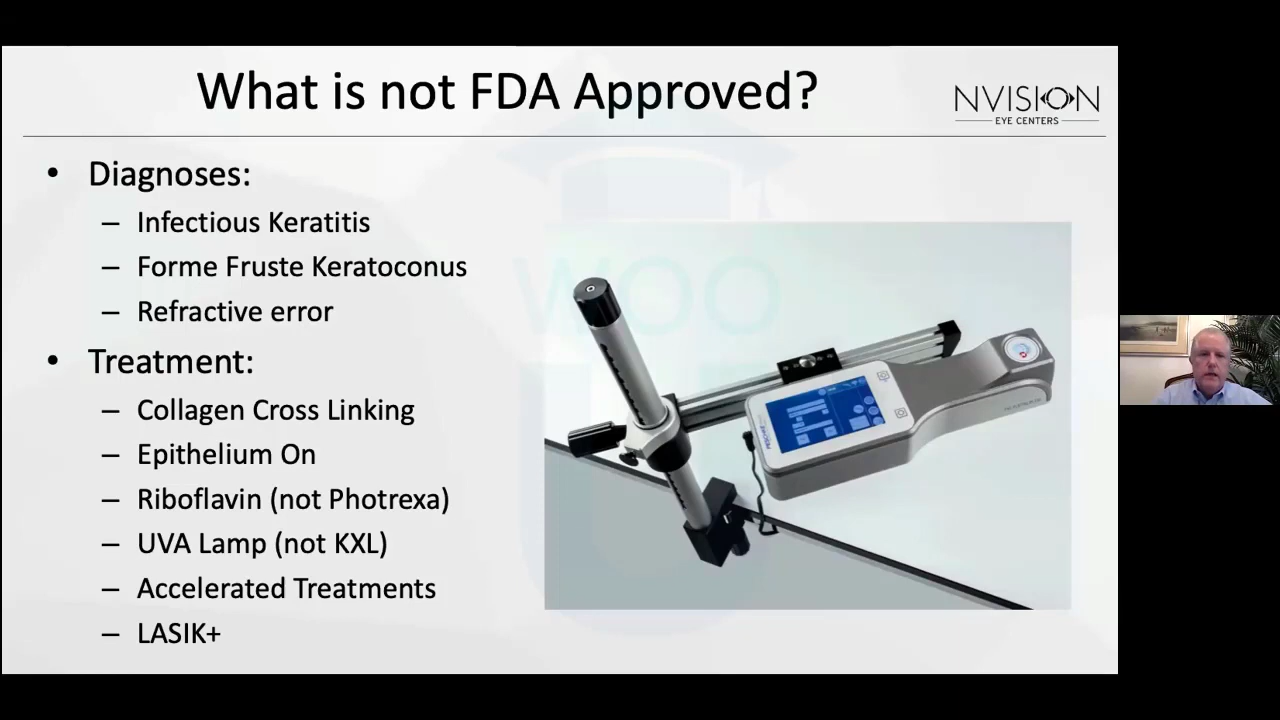 What is not FDA Approved?
NVISION
EYE CENTERS
• Diagnoses:
– Infectious Keratitis
– Forme Fruste Keratoconus
– Refractive error
• Treatment:
– Collagen Cross Linking
– Epithelium On
– Riboflavin (not Photrexa)
– UVA Lamp (not KXL)
– Accelerated Treatments
– LASIK+
WOO